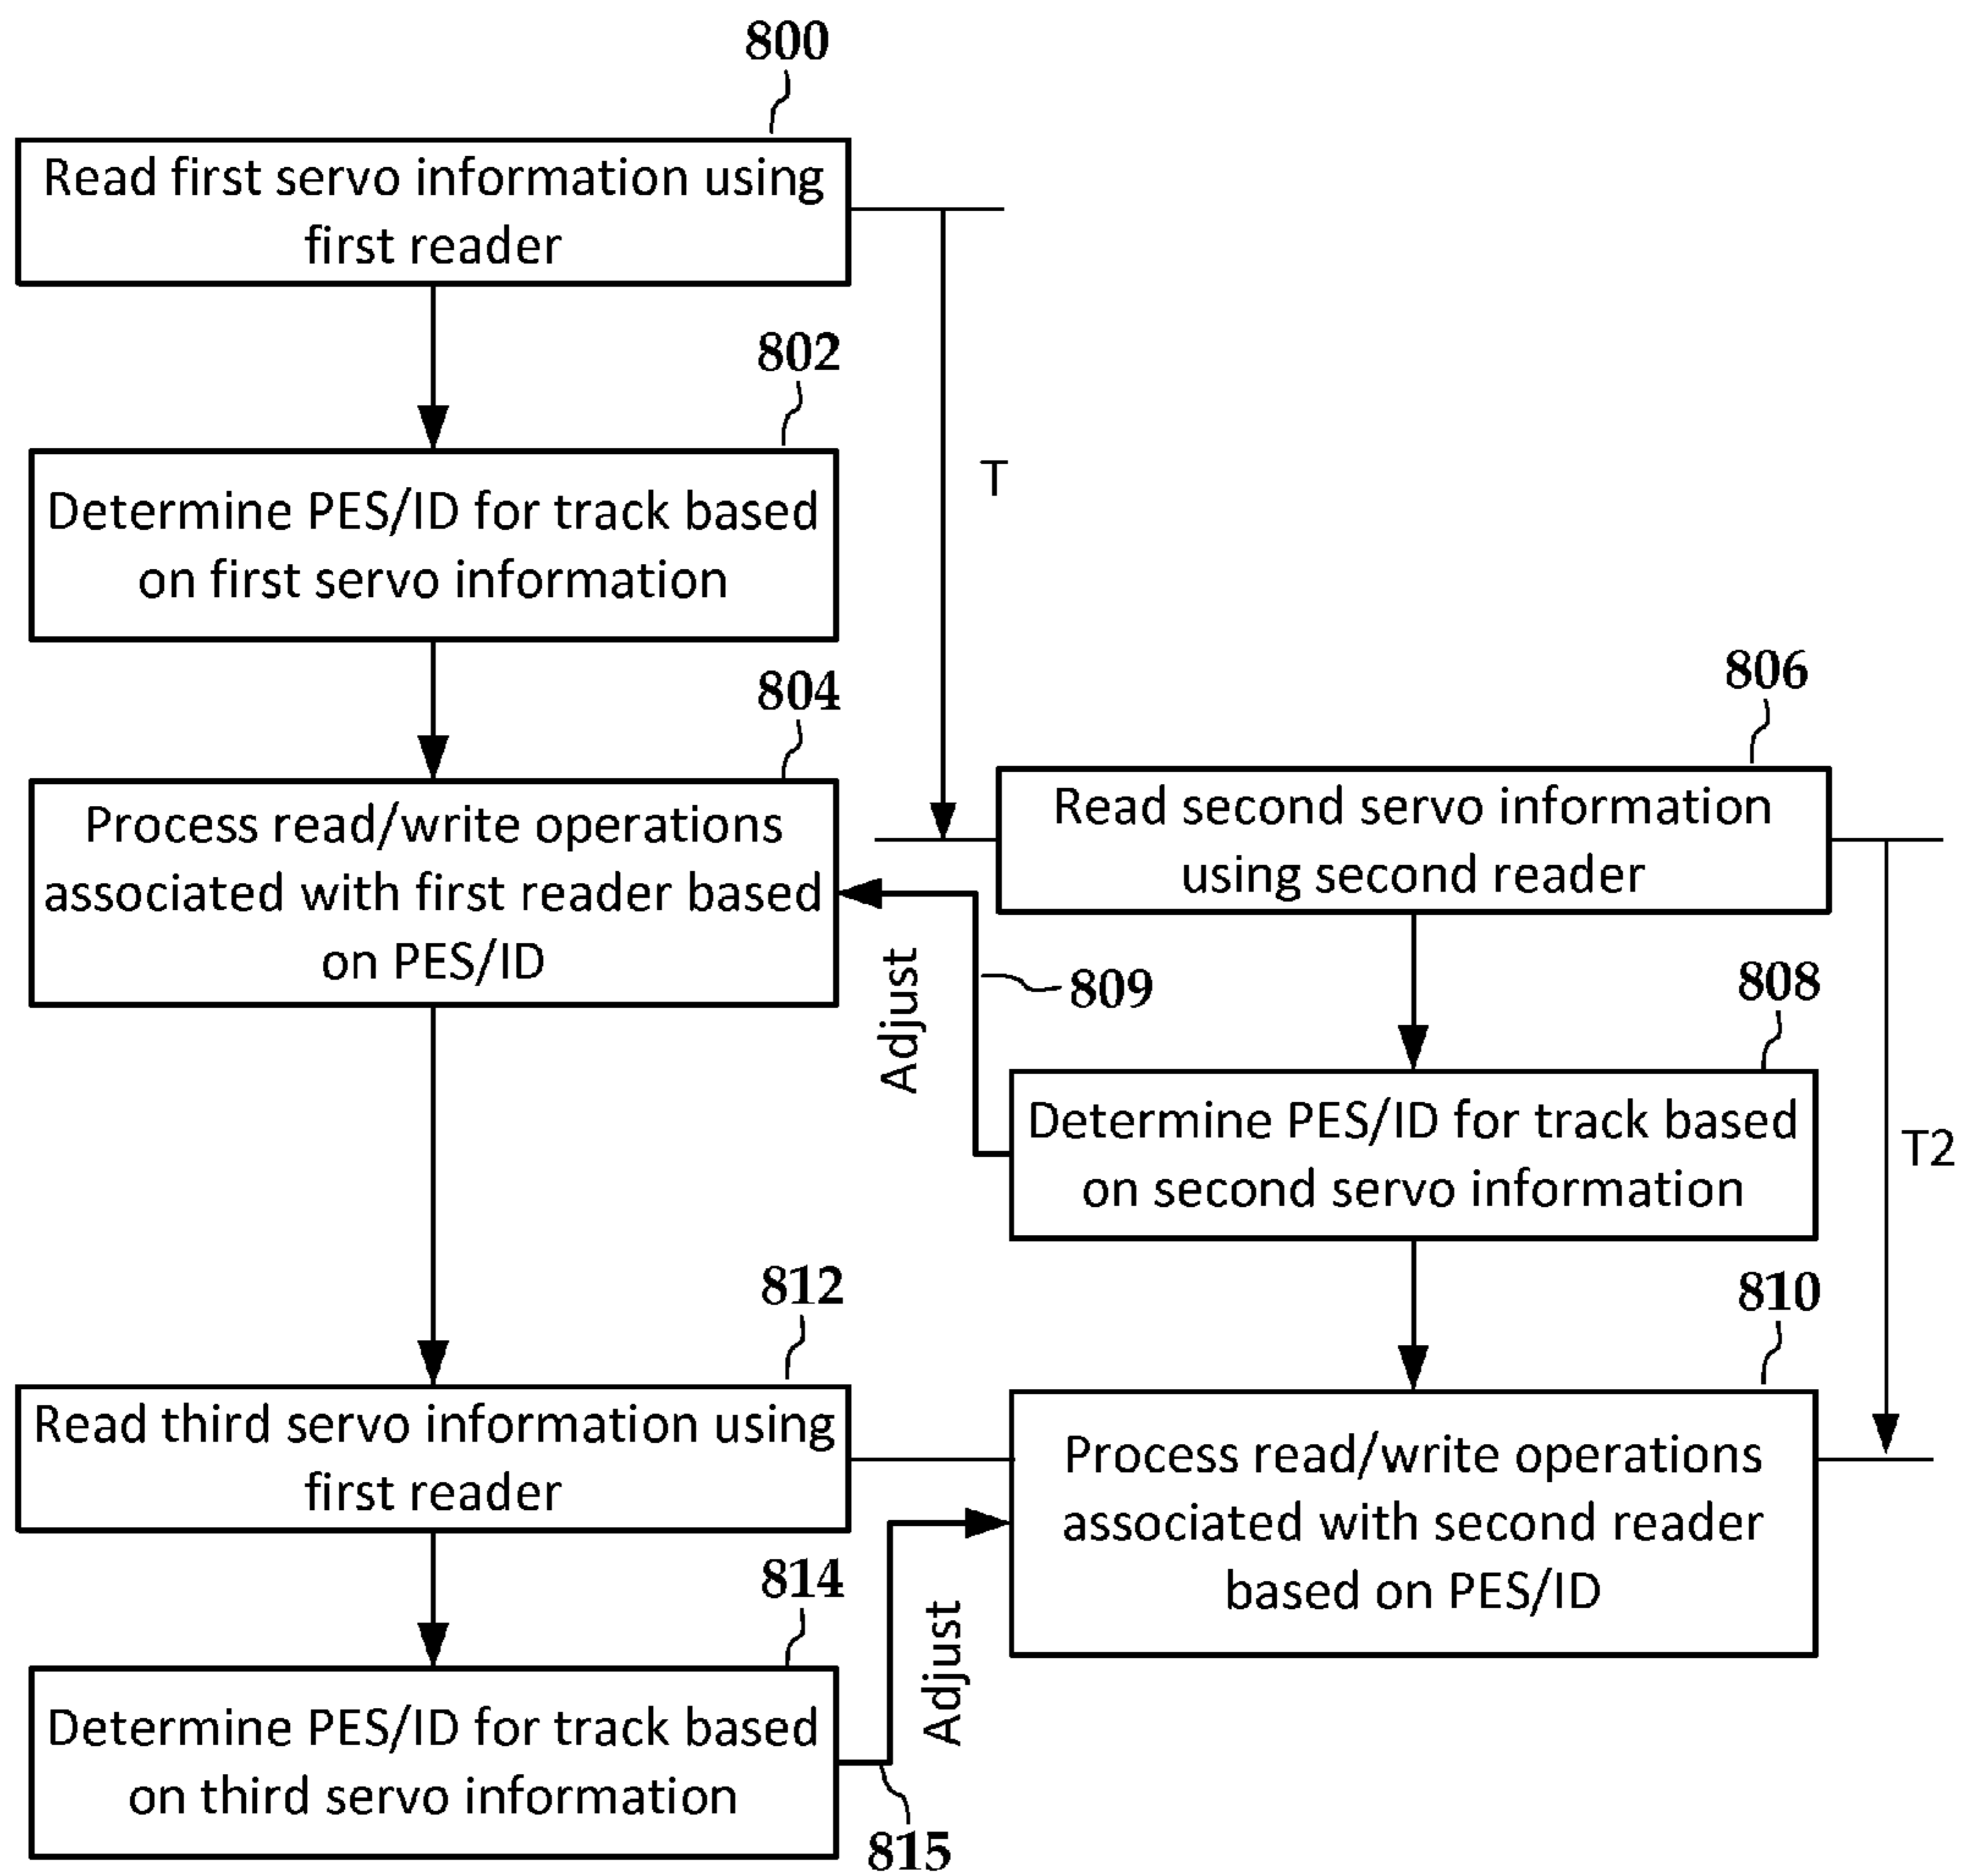 800
Read first servo information using
first reader
802
Determine PES/ID for track based
on first servo information
T
804
Process read/write operations
associated with first reader based
on PES/ID
806
Read second servo information
using second reader
Adjust
809
808
Determine PES/ID for track based
on second servo information
T2
812
Read third servo information using
first reader
810
Process read/write operations
associated with second reader
based on PES/ID
814
Determine PES/ID for track based
on third servo information
Adjust
815